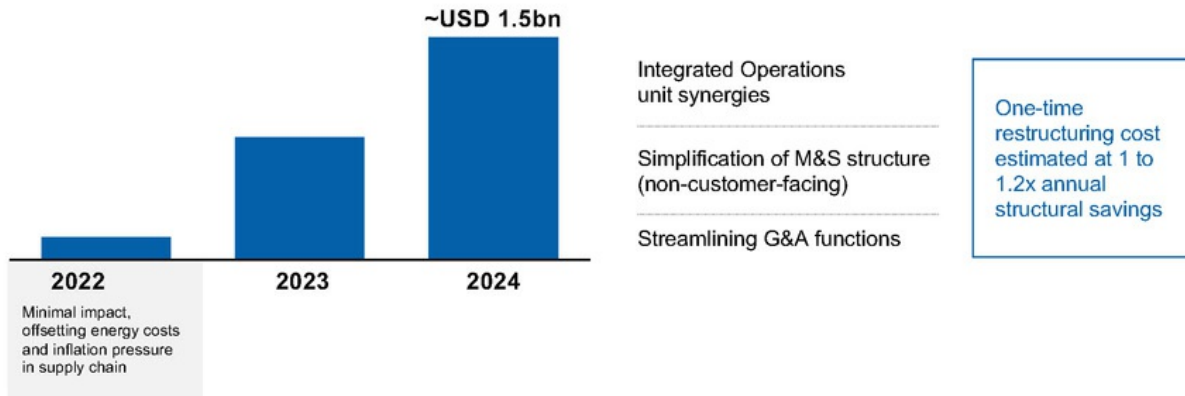 ~USD 1.5bn
2022
2023
2024
Minimal impact,
offsetting energy costs
and inflation pressure
in supply chain
Integrated Operations
unit synergies
Simplification of M&S structure
(non-customer-facing)
Streamlining G&A functions
One-time
restructuring cost
estimated at 1 to
1.2x annual
structural savings